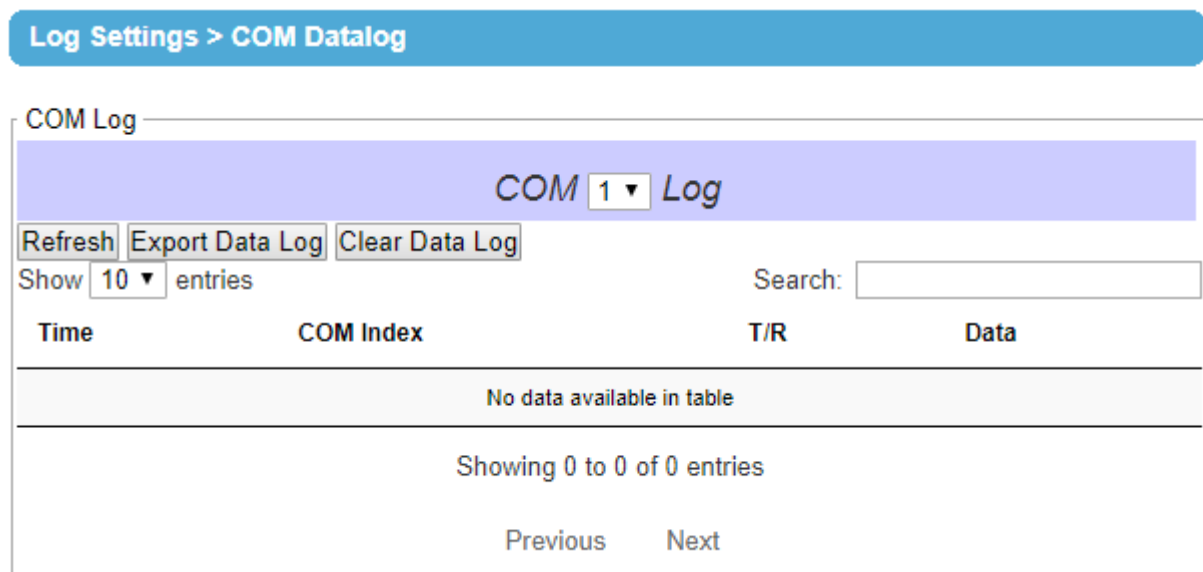 Log Settings > COM Datalog
COM Log
COM 1 Log
Refresh Export Data Log Clear Data Log
Show 10 entries Search:
Time COM Index T/R Data
No data available in table
Showing 0 to 0 of 0 entries
Previous Next